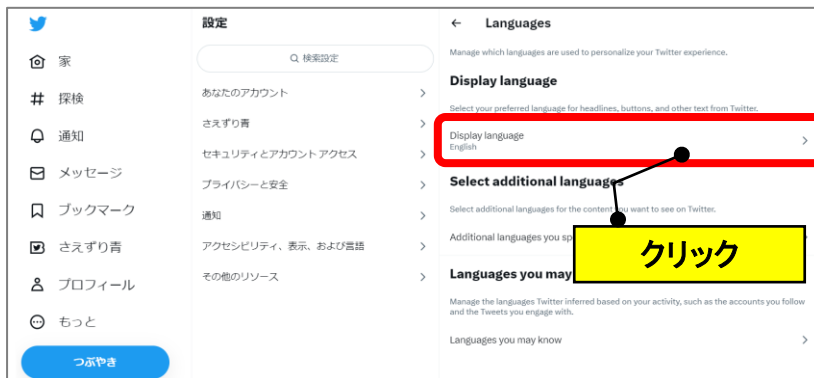 家
探検
通知
メッセージ
ブックマーク
さえずり青
プロフィール
もっと
つぶやき
設定
検索設定
あなたのアカウント
さえずり青
セキュリティとアカウント アクセス
プライバシーと安全
通知
アクセシビリティ、表示、および言語
その他のリソース
← Languages
Manage which languages are used to personalize your Twitter experience.
Display language
Select your preferred language for headlines, buttons, and other text from Twitter.
Display language
English
Select additional languages
Select additional languages for the content you want to see on Twitter.
Additional languages you
クリック
Languages you may
Manage the languages Twitter inferred based on your activity, such as the accounts you follow
and the Tweets you engage with.
Languages you may know